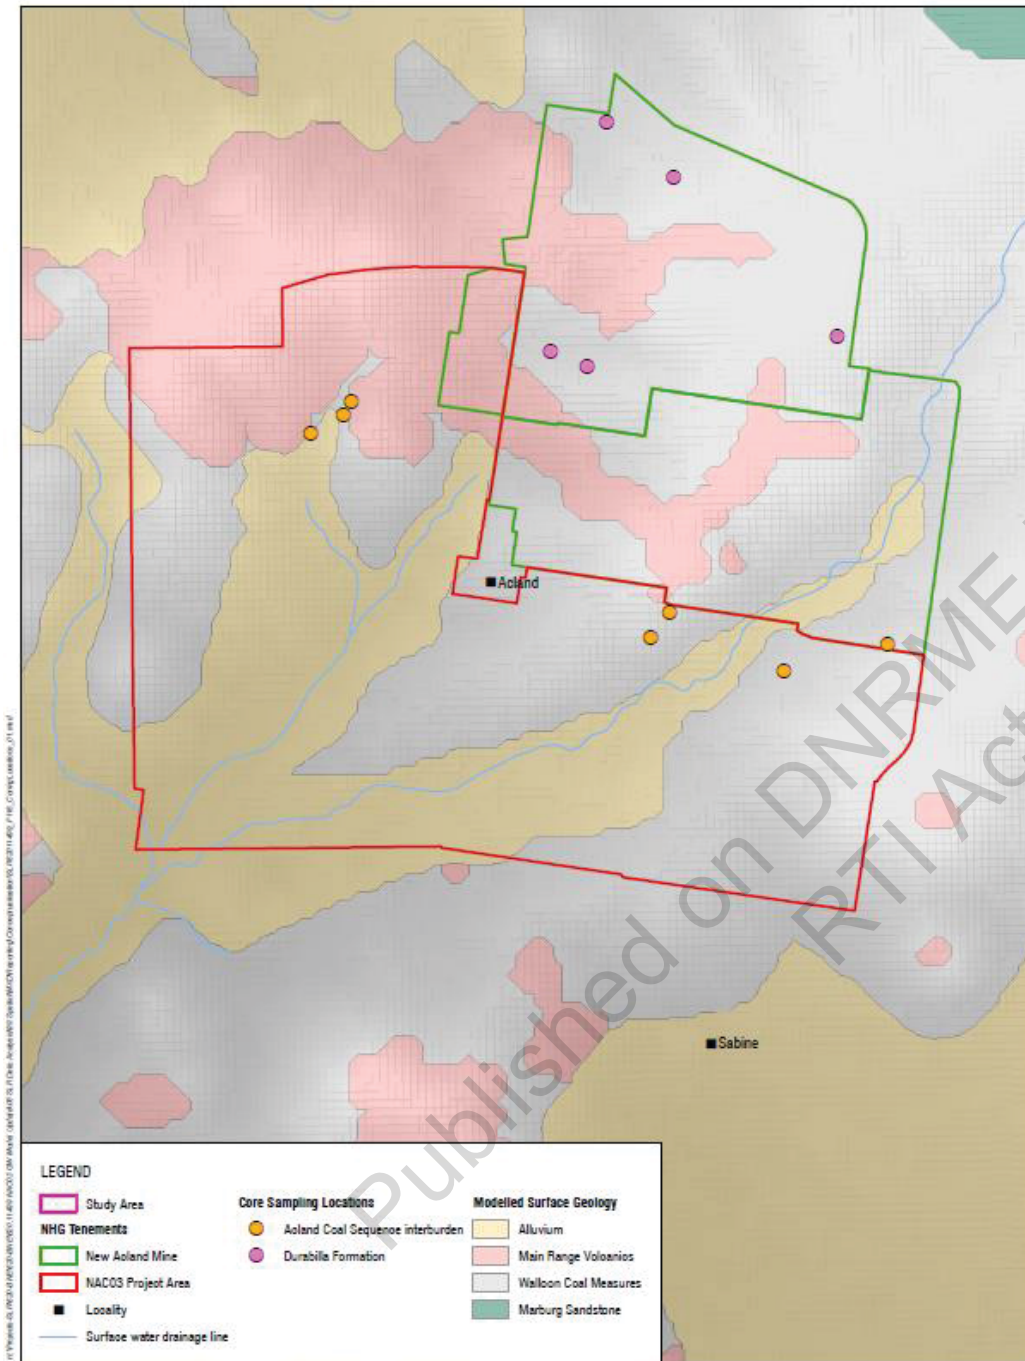 Acland
Sabine
Published on DNRME
RTI Act
LEGEND
Study Area
NHG Tenements
New Acland Mine
NAC03 Project Area
Locality
Surface water drainage line
Core Sampling Locations
Acland Coal Sequence interburden
Durabilla Formation
Modelled Surface Geology
Alluvium
Main Range Volcanics
Walloon Coal Measures
Marburg Sandstone